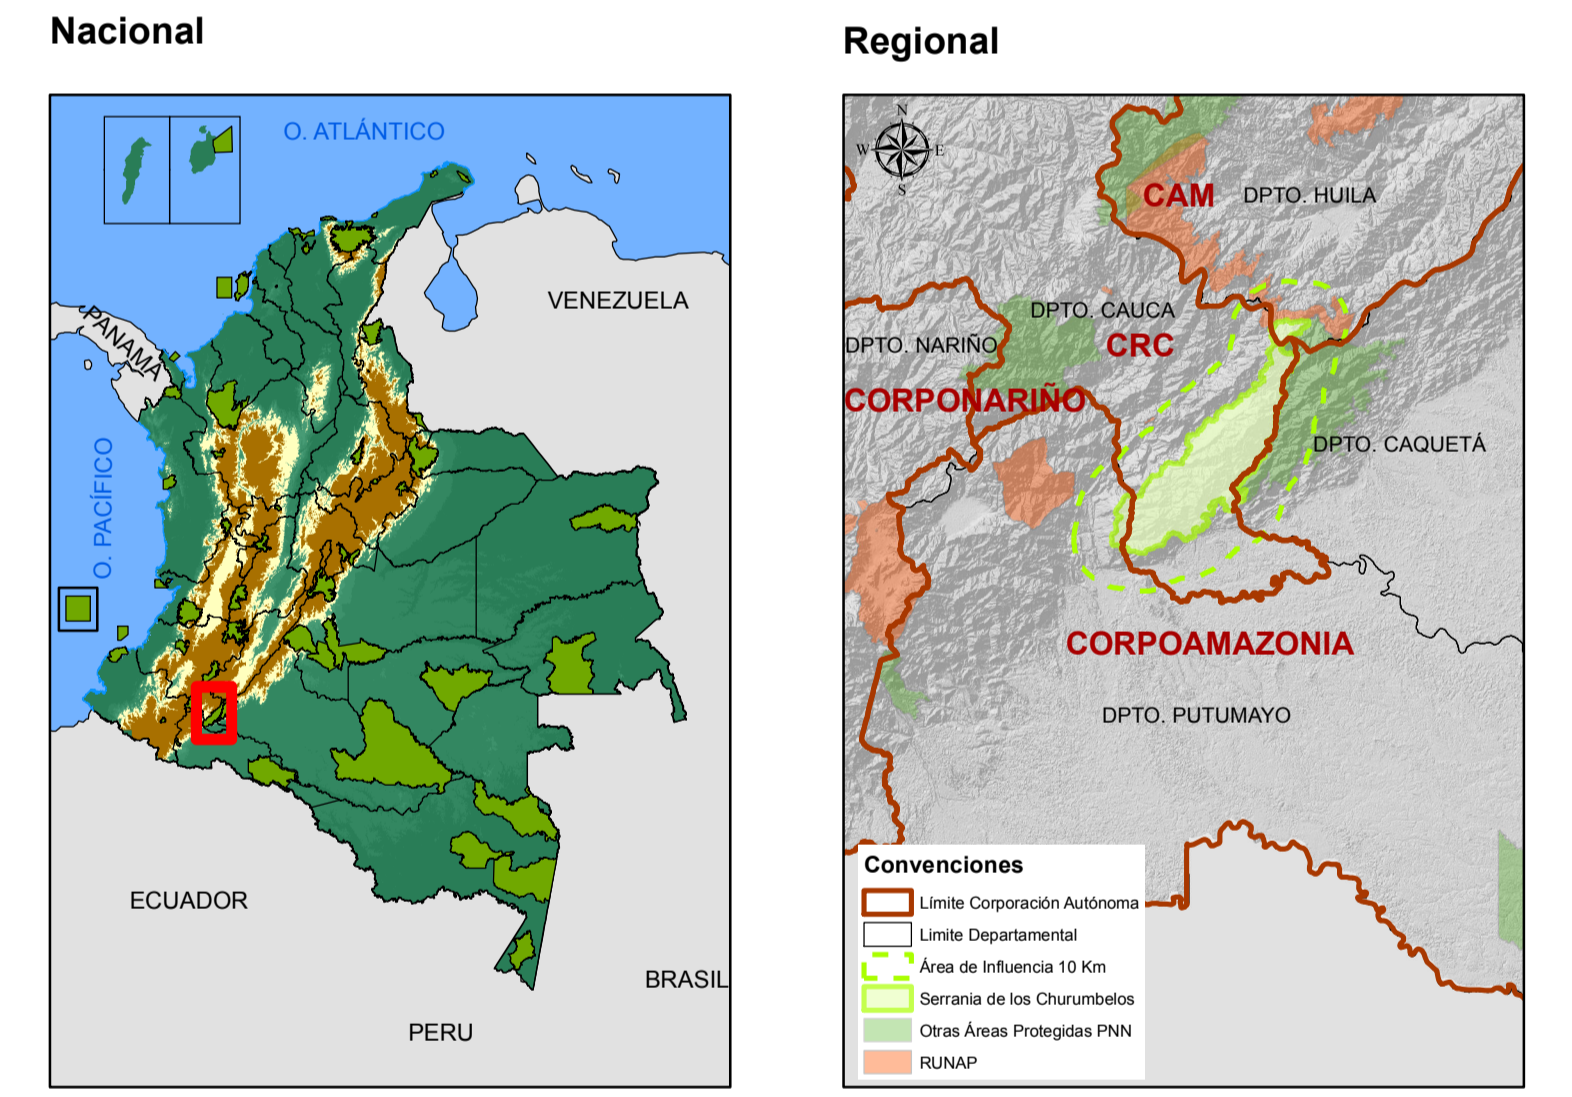 Nacional
O. ATLÁNTICO
PANAMA
VENEZUELA
O. PACÍFICO
ECUADOR
BRASIL
PERU
Regional
N
W
E
S
CAM
DPTO. HUILA
DPTO. CAUCA
DPTO. NARIÑO
CRC
CORPONARIÑO
DPTO. CAQUETÁ
CORPOAMAZONIA
DPTO. PUTUMAYO
Convenciones
Límite Corporación Autónoma
Limite Departamental
Área de Influencia 10 Km
Serrania de los Churumbelos
Otras Áreas Protegidas PNN
RUNAP